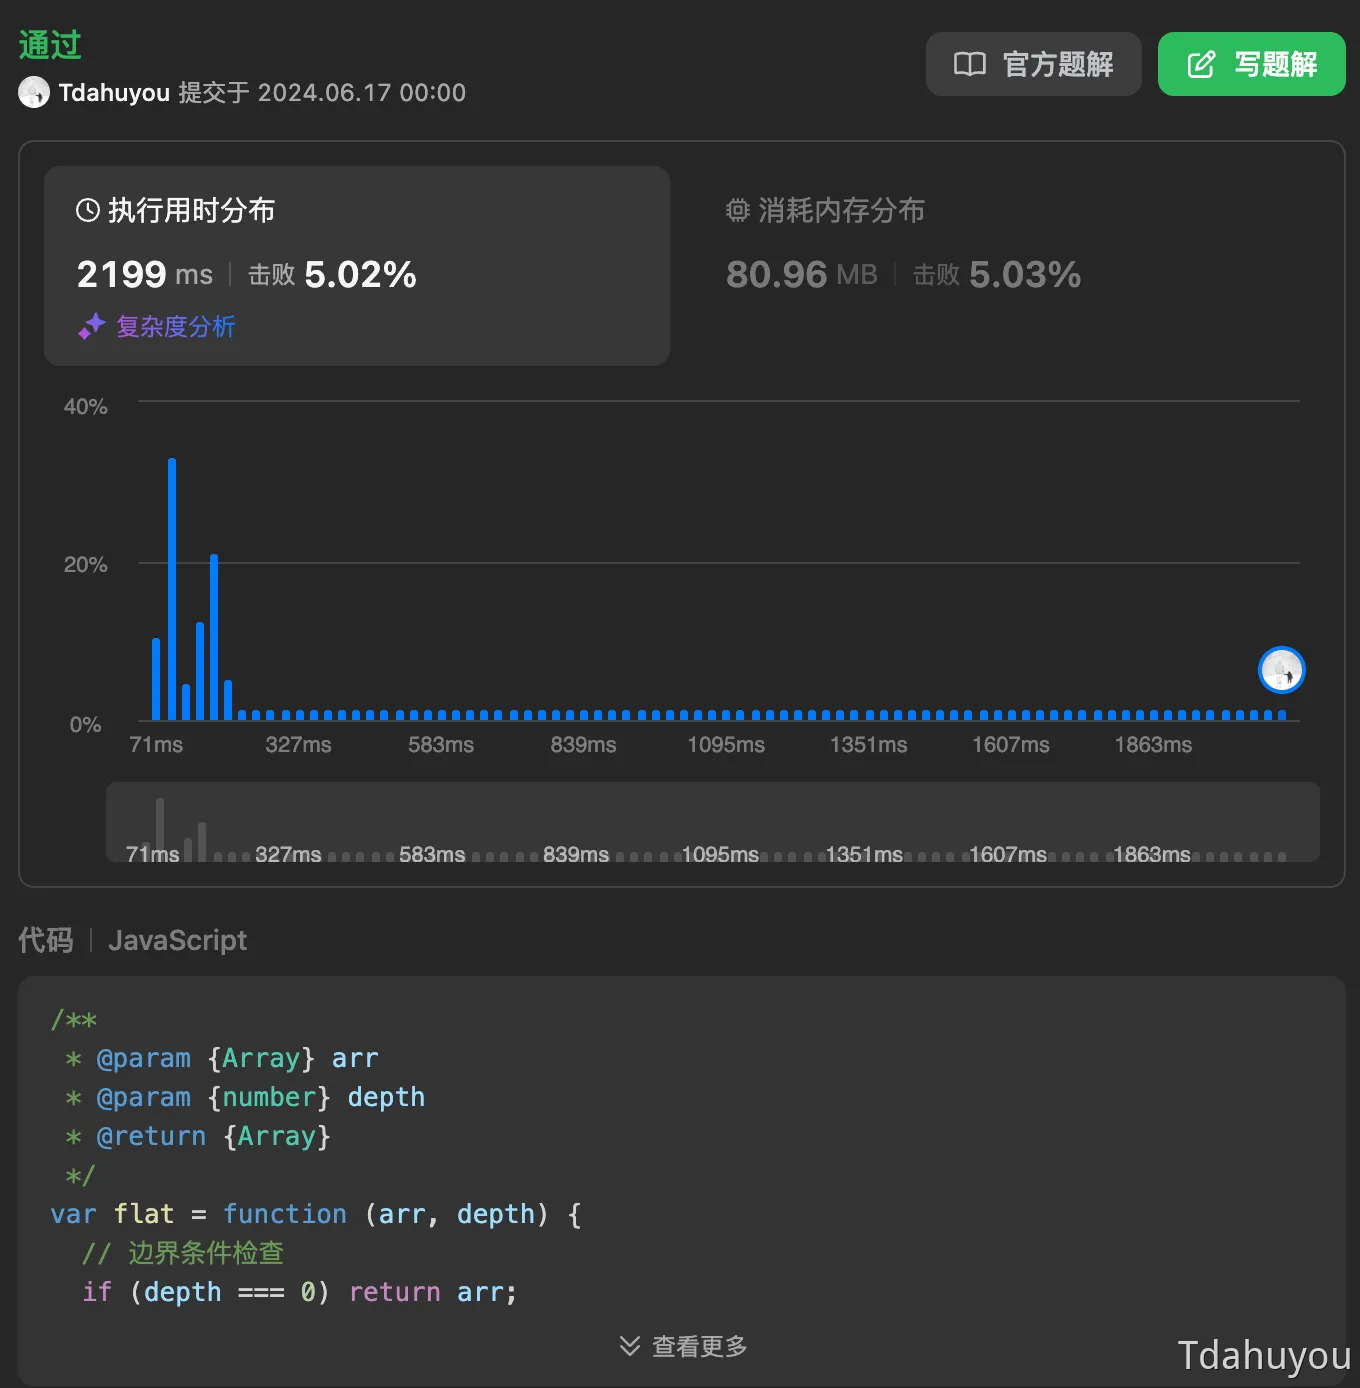 通过
官方题解
写题解
Tdahuyou 提交于 2024.06.17 00:00
执行用时分布
2199 ms 击败 5.02%
复杂度分析
消耗内存分布
80.96 MB 击败 5.03%
40%
20%
0%
71ms 327ms 583ms 839ms 1095ms 1351ms 1607ms 1863ms
71ms 327ms 583ms 839ms 1095ms 1351ms 1607ms 1863ms
代码 JavaScript
/**
 * @param {Array} arr
 * @param {number} depth
 * @return {Array}
 */
var flat = function (arr, depth) {
  // 边界条件检查
  if (depth === 0) return arr;
查看更多
Tdahuyou